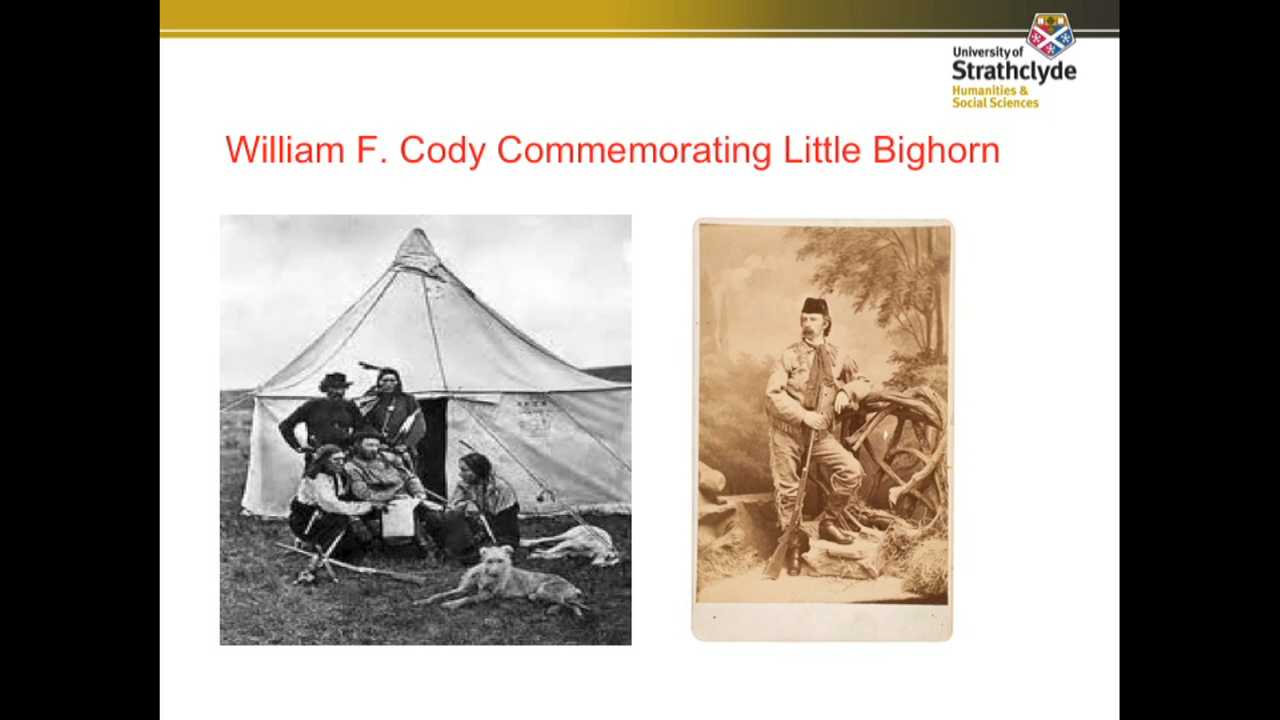 University of
Strathclyde
Humanities &
Social Sciences
William F. Cody Commemorating Little Bighorn